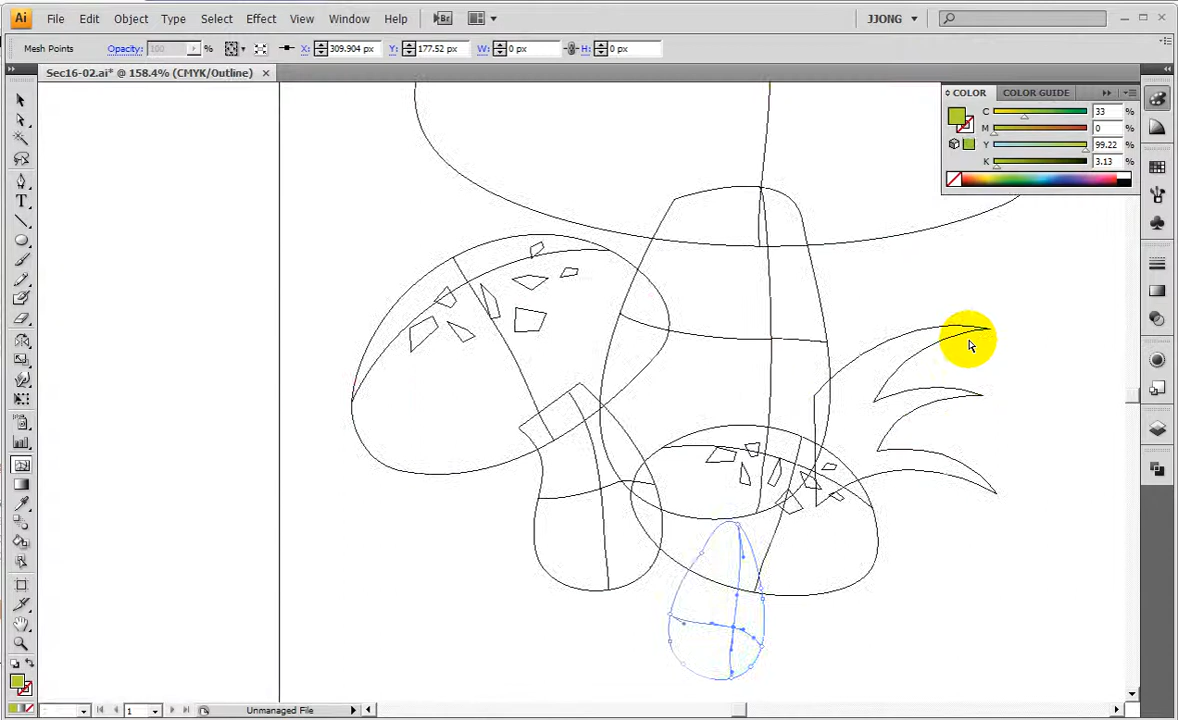 Ai File Edit Object Type Select Effect View Window Help Br JJONG
Mesh Points Opacity: 100 % X: 309.904 px Y: 177.52 px W: 0 px H: 0 px
Sec16-02.ai* @ 158.4% (CMYK/Outline)
COLOR COLOR GUIDE
C 33 %
M 0 %
Y 99.22 %
K 3.13 %
T
1 Unmanaged File